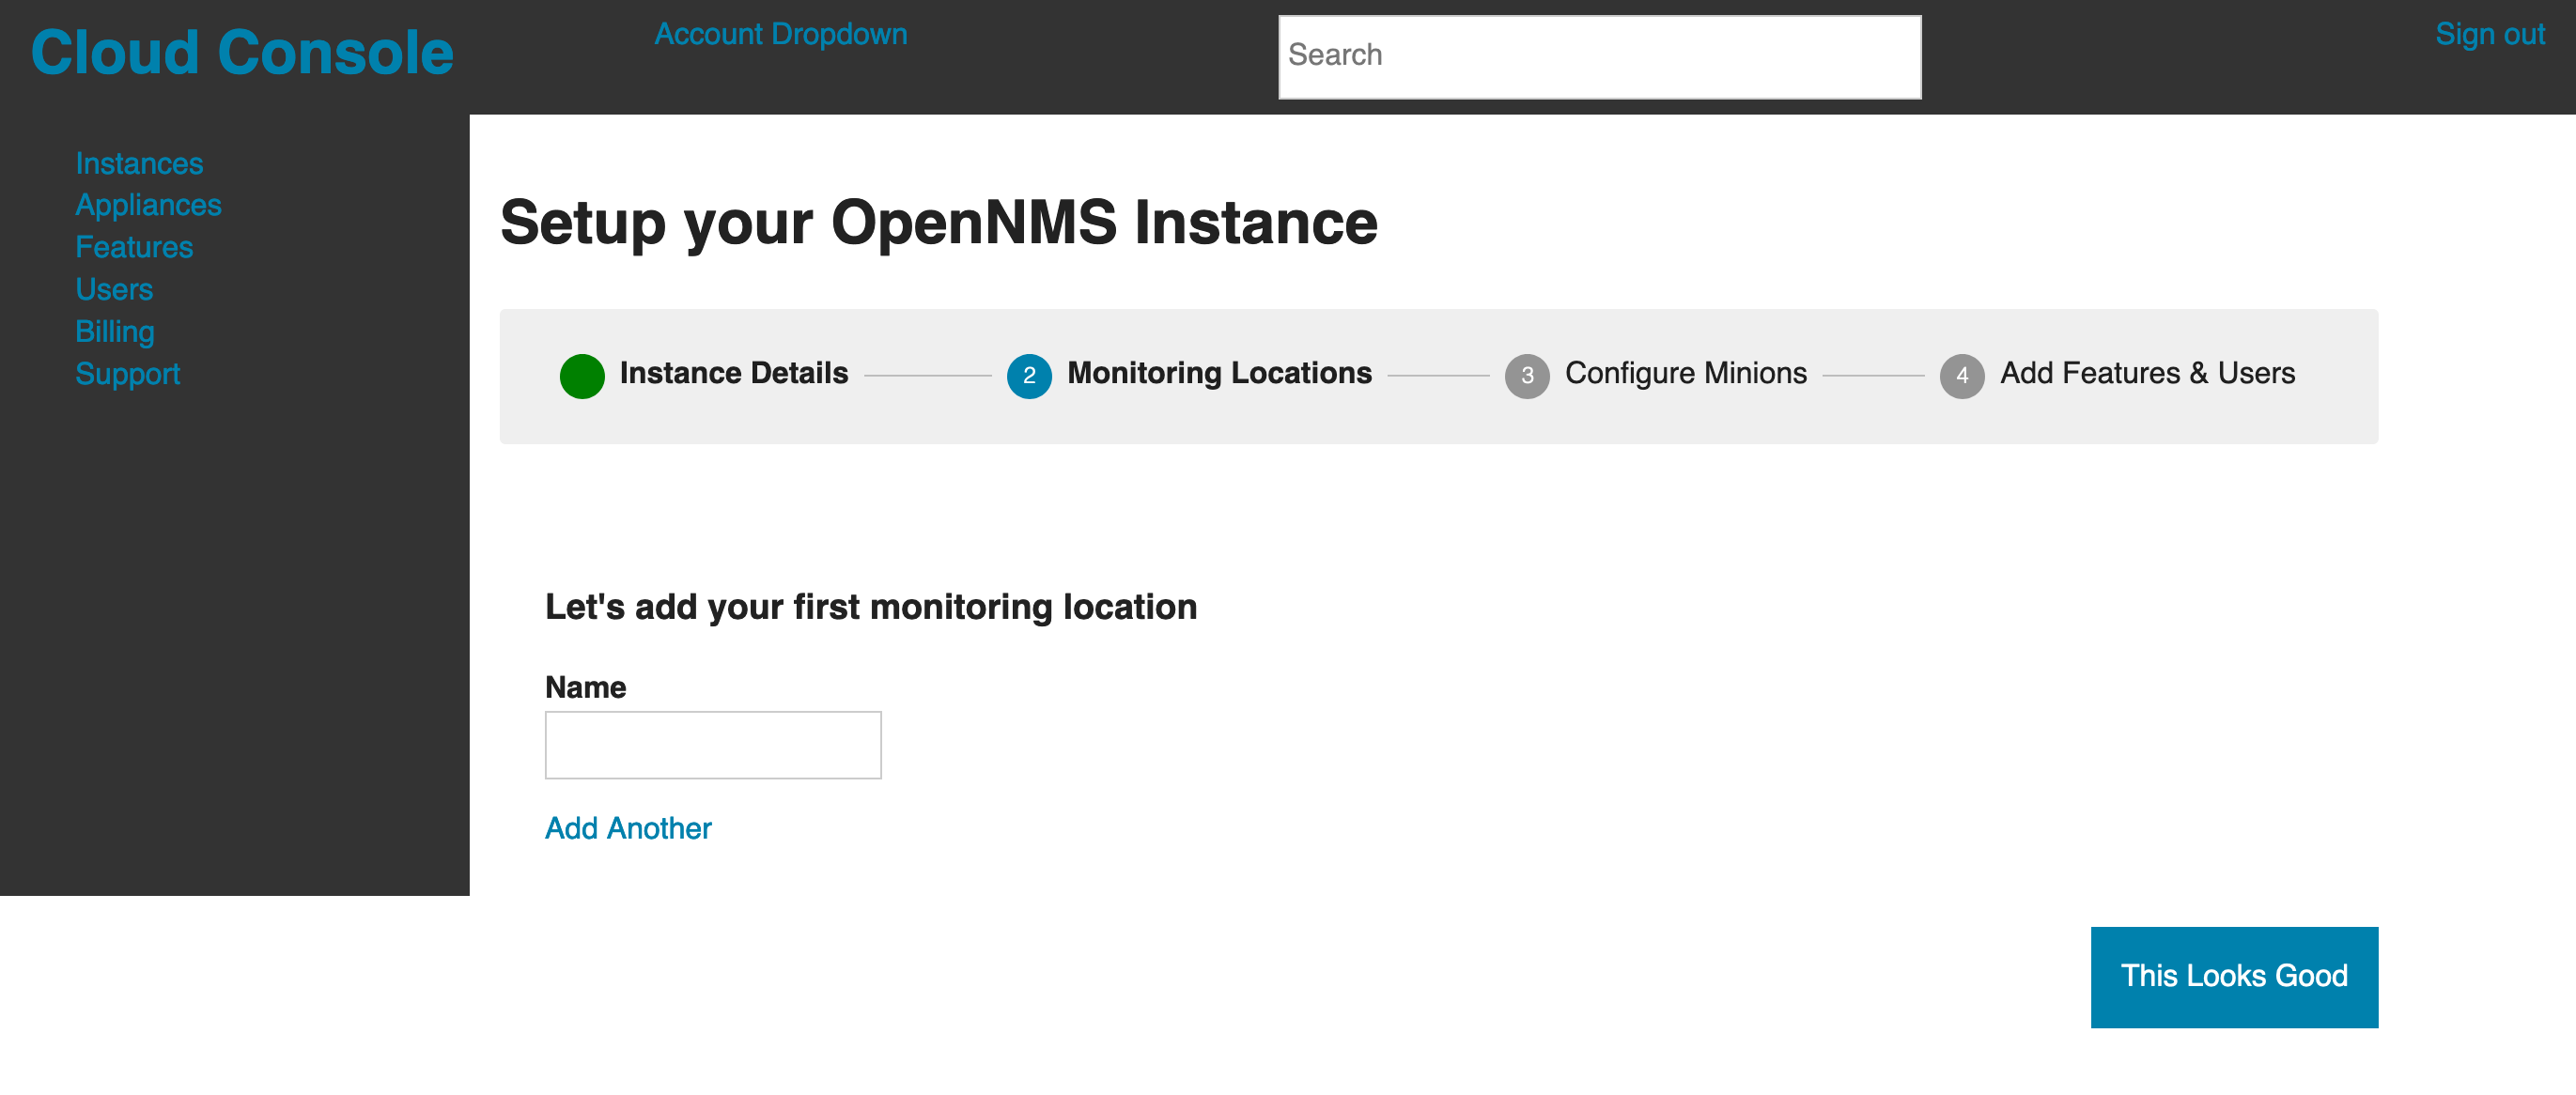 Cloud Console
Account Dropdown
Search
Sign out
Instances
Appliances
Features
Users
Billing
Support
Setup your OpenNMS Instance
Instance Details
2 Monitoring Locations
3 Configure Minions
4 Add Features & Users
Let's add your first monitoring location
Name
Add Another
This Looks Good